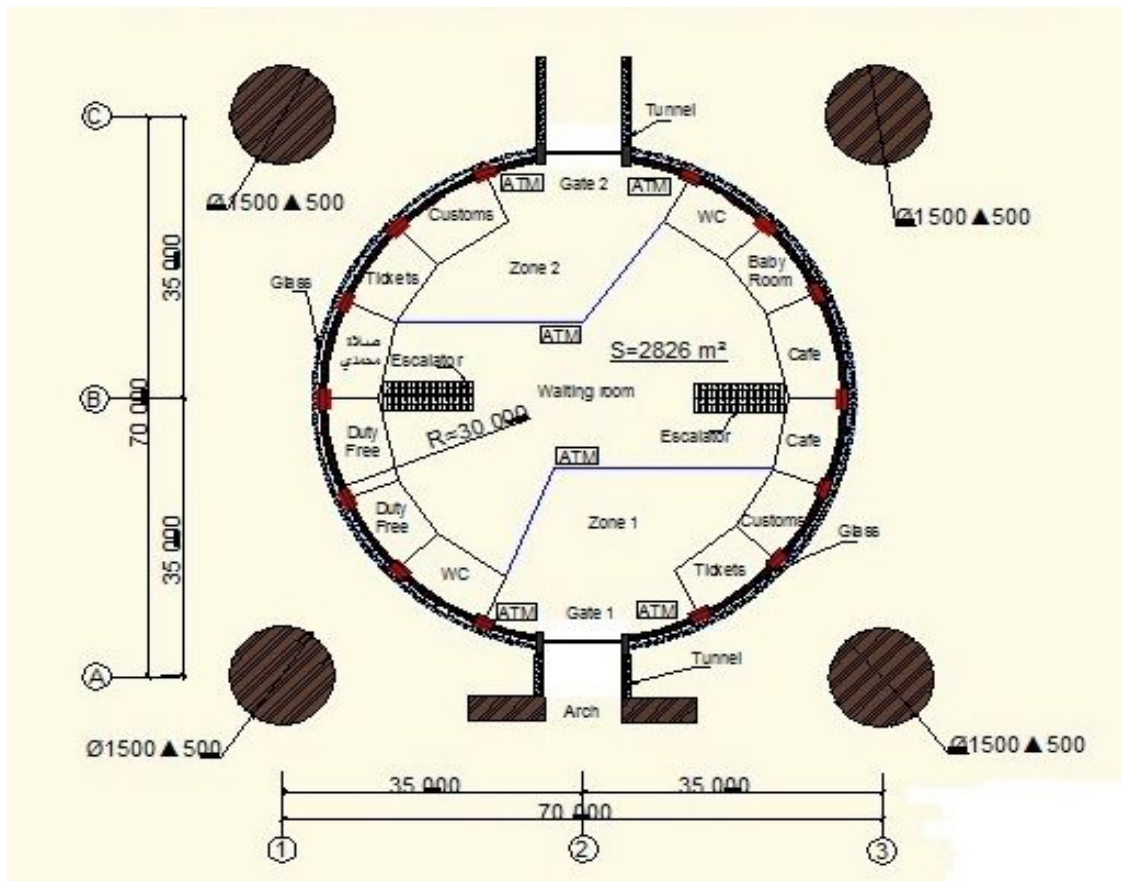 C
Tunnel
ATM
Gate 2
ATM
Ø1500▲500
Customs
WC
Ø1500▲500
Glass
Tickets
Zone 2
Baby
Room
35 000
ATM
S=2826 m²
صلاة
محمدي
Escalator
Cafe
B
70 000
Waiting room
Duty
Free
R=30 000
Escalator
Cafe
ATM
Duty
Free
Zone 1
Customs
Glass
35 000
WC
Tickets
ATM
Gate 1
ATM
A
Tunnel
Arch
Ø1500▲500
Ø1500▲500
35 000
35 000
70 000
1
2
3